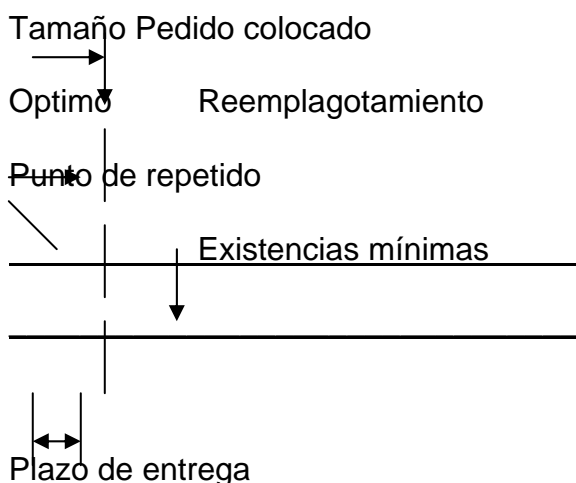 Tamaño Pedido colocado
Optimo Reemplagotamiento
Punto de repetido
Existencias mínimas
Plazo de entrega